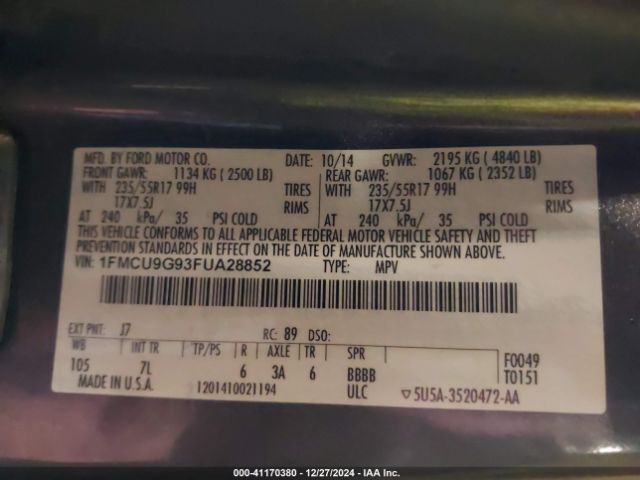 MFD. BY FORD MOTOR CO. DATE: 10/14 GVWR: 2195 KG ( 4840 LB)
FRONT GAWR: 1134 KG ( 2500 LB) REAR GAWR: 1067 KG ( 2352 LB)
WITH 235/55R17 99H TIRES WITH 235/55R17 99H TIRES
17X7.5J RIMS 17X7.5J RIMS
AT 240 kPa/ 35 PSI COLD AT 240 kPa/ 35 PSI COLD
THIS VEHICLE CONFORMS TO ALL APPLICABLE FEDERAL MOTOR VEHICLE SAFETY AND THEFT
PREVENTION STANDARDS IN EFFECT ON THE DATE OF MANUFACTURE SHOWN ABOVE.
VIN: 1FMCU9G93FUA28852 TYPE: MPV
EXT PNT: J7 RC: 89 DSO:
WB INT TR TP/PS R AXLE TR SPR F0049
105 7L 6 3A 6 BBBB T0151
MADE IN U.S.A. 1201410021194 ULC 5U5A-3520472-AA
000-41170380 | 12/27/2024 | IAA Inc.